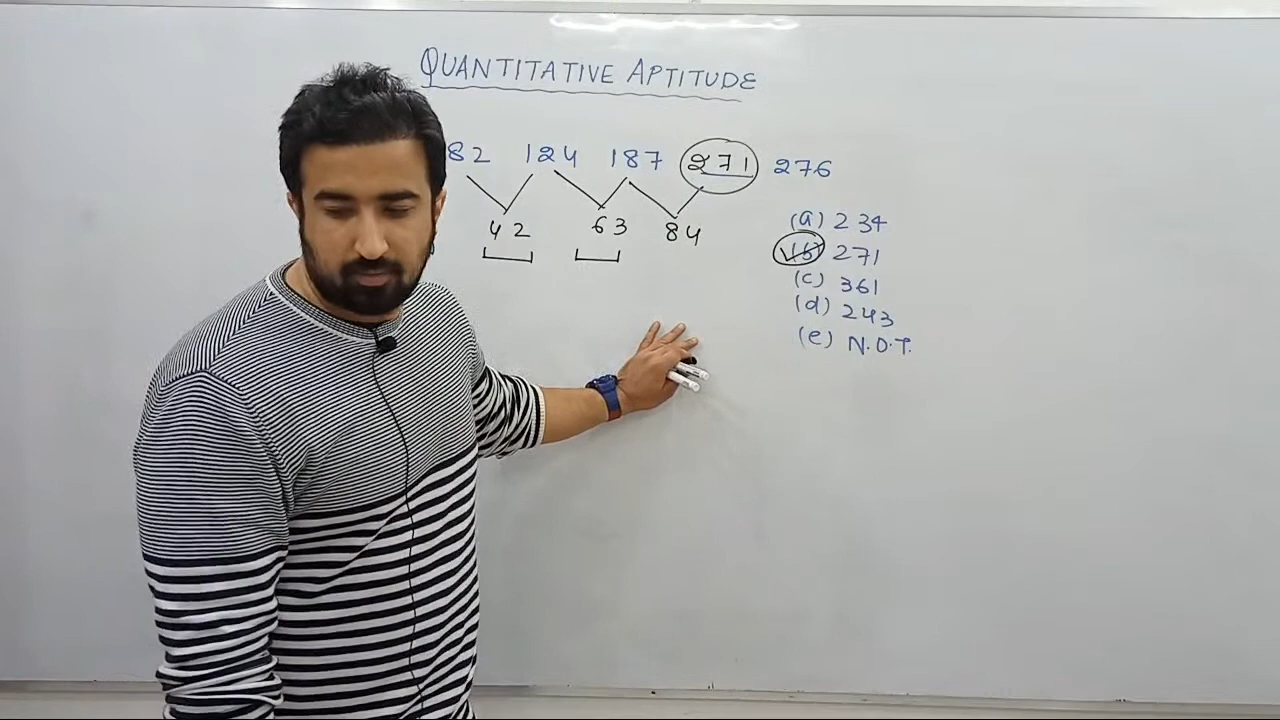 QUANTITATIVE APTITUDE
82 124 187 271 276
42 63 84
(a) 234
(b) 271
(c) 361
(d) 243
(e) N.O.T.